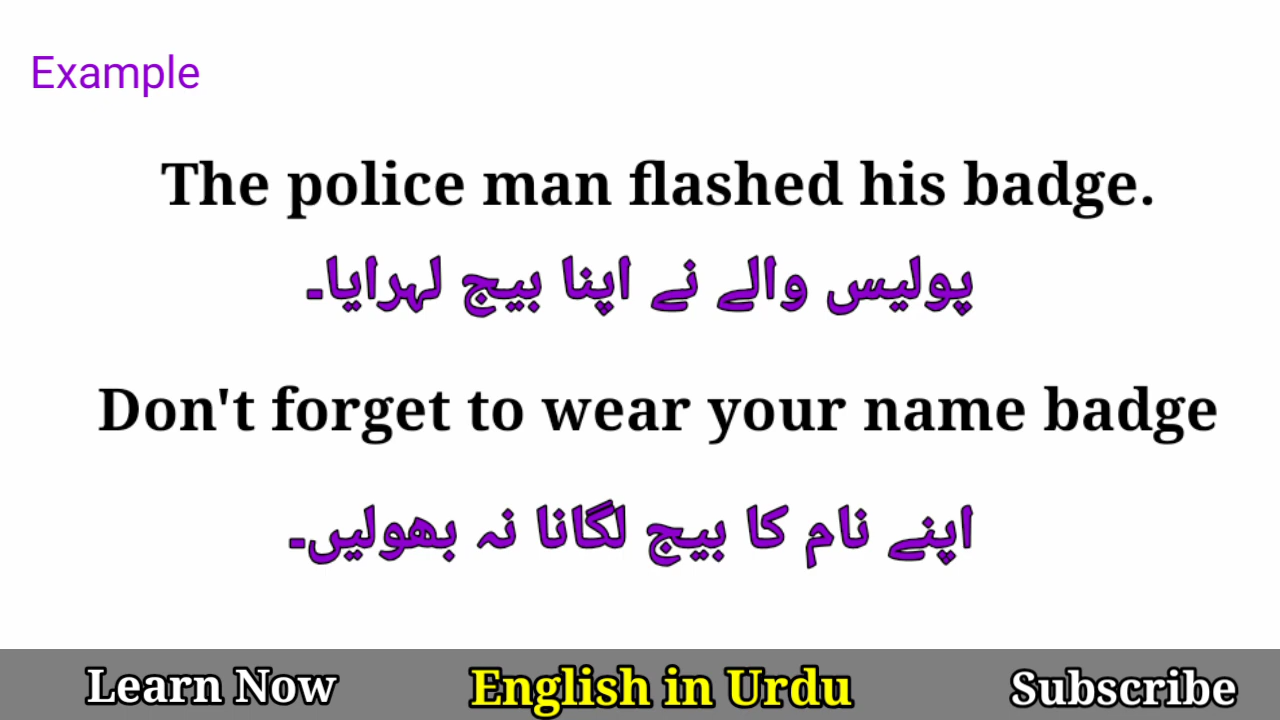 Example
The police man flashed his badge.
پولیس والے نے اپنا بیج لہرایا۔
Don't forget to wear your name badge
اپنے نام کا بیج لگانا نہ بھولیں۔
Learn Now English in Urdu Subscribe